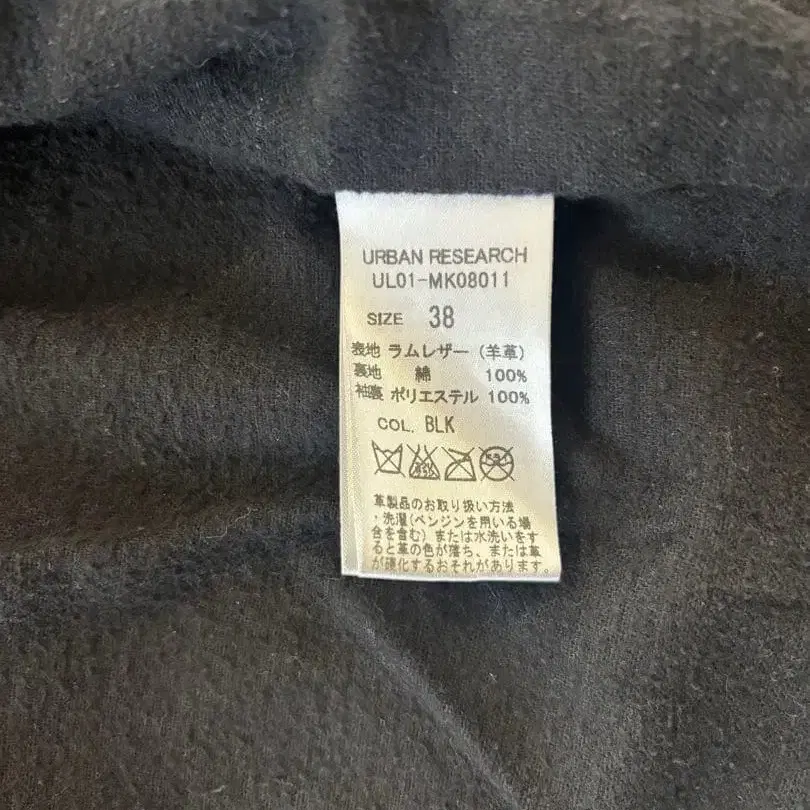 URBAN RESEARCH
UL01-MK08011
SIZE 38
表地 ラムレザー (羊革)
裏地 綿 100%
袖裏 ポリエステル 100%
COL. BLK
革製品のお取り扱い方法
・洗濯(ベンジンを用いる場
合を含む) または水洗いをす
ると革の色が落ち、または革
が硬化するおそれがあります。